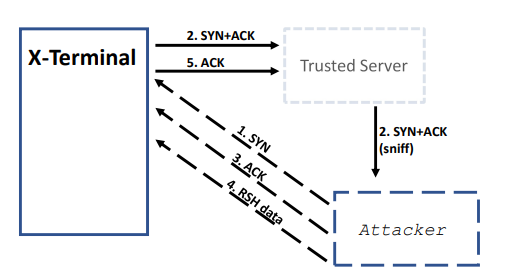 2. SYN+ACK
X-Terminal
5. ACK
Trusted Server
1. SYN
2. SYN+ACK
(sniff)
3. ACK
4. RSH data
Attacker